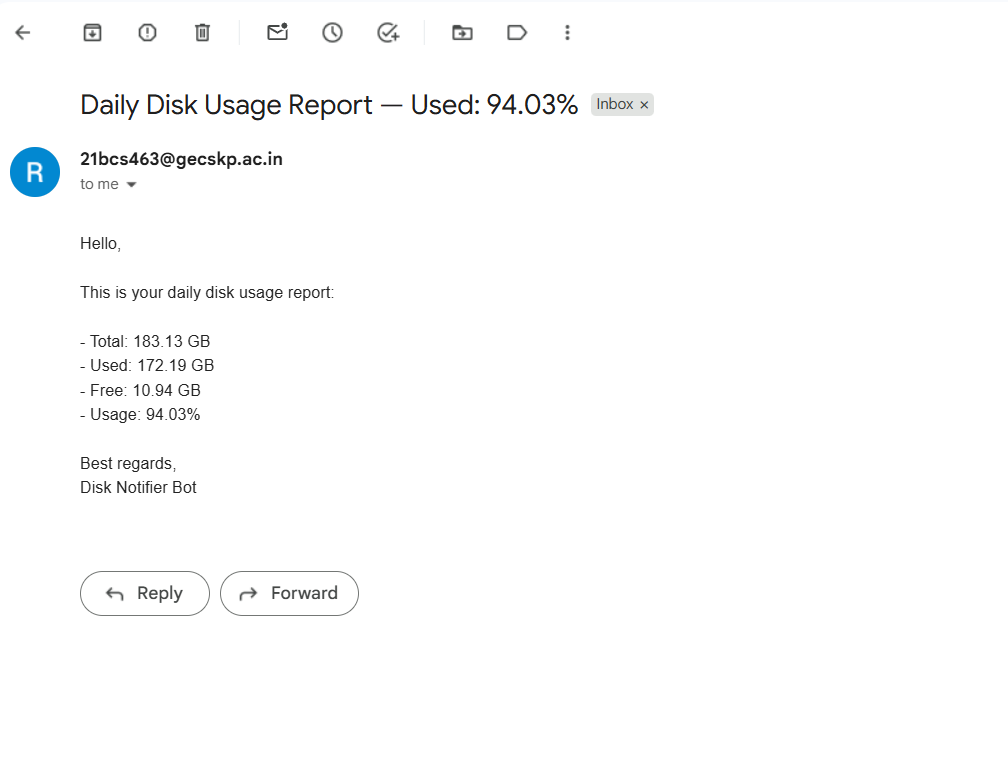 Daily Disk Usage Report — Used: 94.03% Inbox ×
R
21bcs463@gecskp.ac.in
to me
Hello,
This is your daily disk usage report:
- Total: 183.13 GB
- Used: 172.19 GB
- Free: 10.94 GB
- Usage: 94.03%
Best regards,
Disk Notifier Bot
Reply Forward